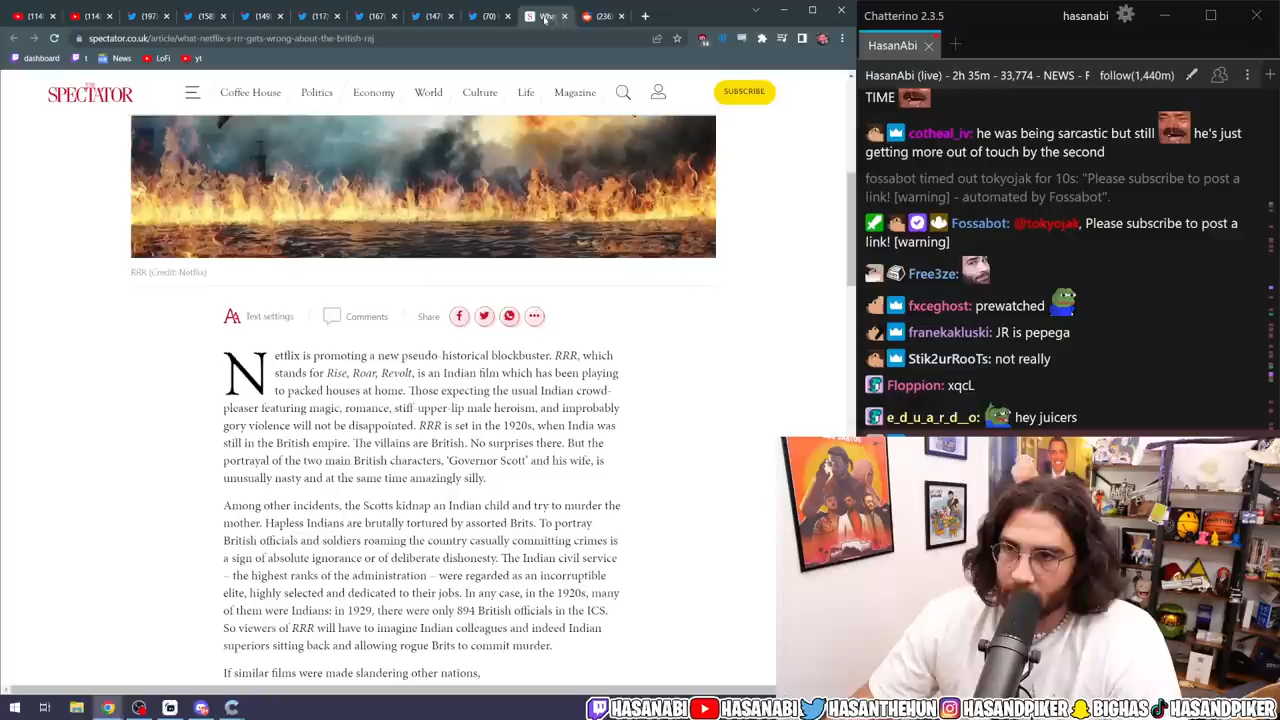 (114
(114
(197)
(158)
(149)
(117)
(167)
(147
(70)
Wha
(236)
spectator.co.uk/article/what-netflix-s-rrr-gets-wrong-about-the-british-raj
14
dashboard
t
News
LoFi
yt
THE
SPECTATOR
Coffee House
Politics
Economy
World
Culture
Life
Magazine
SUBSCRIBE
RRR (Credit: Netflix)
Text settings
Comments
Share
Netflix is promoting a new pseudo-historical blockbuster. RRR, which
stands for Rise, Roar, Revolt, is an Indian film which has been playing
to packed houses at home. Those expecting the usual Indian crowd-
pleaser featuring magic, romance, stiff-upper-lip male heroism, and improbably
gory violence will not be disappointed. RRR is set in the 1920s, when India was
still in the British empire. The villains are British. No surprises there. But the
portrayal of the two main British characters, 'Governor Scott' and his wife, is
unusually nasty and at the same time amazingly silly.
Among other incidents, the Scotts kidnap an Indian child and try to murder the
mother. Hapless Indians are brutally tortured by assorted Brits. To portray
British officials and soldiers roaming the country casually committing crimes is
a sign of absolute ignorance or of deliberate dishonesty. The Indian civil service
– the highest ranks of the administration – were regarded as an incorruptible
elite, highly selected and dedicated to their jobs. In any case, in the 1920s, many
of them were Indians: in 1929, there were only 894 British officials in the ICS.
So viewers of RRR will have to imagine Indian colleagues and indeed Indian
superiors sitting back and allowing rogue Brits to commit murder.
If similar films were made slandering other nations,
Chatterino 2.3.5
hasanabi
HasanAbi
HasanAbi (live) - 2h 35m - 33,774 - NEWS - F
follow(1,440m)
TIME
cotheal_iv: he was being sarcastic but still he's just
getting more out of touch by the second
fossabot timed out tokyojak for 10s: "Please subscribe to post a
link! [warning] - automated by Fossabot".
Fossabot: @tokyojak, Please subscribe to post a
link! [warning]
Free3ze:
fxceghost: prewatched
franekakluski: JR is pepega
Stik2urRooTs: not really
Floppion: xqcL
e_d_u_a_r_d__o: hey juicers
HASANABI
HASANABI
HASANTHEHUN
HASANDPIKER
BIGHAS
HASANDPIKER